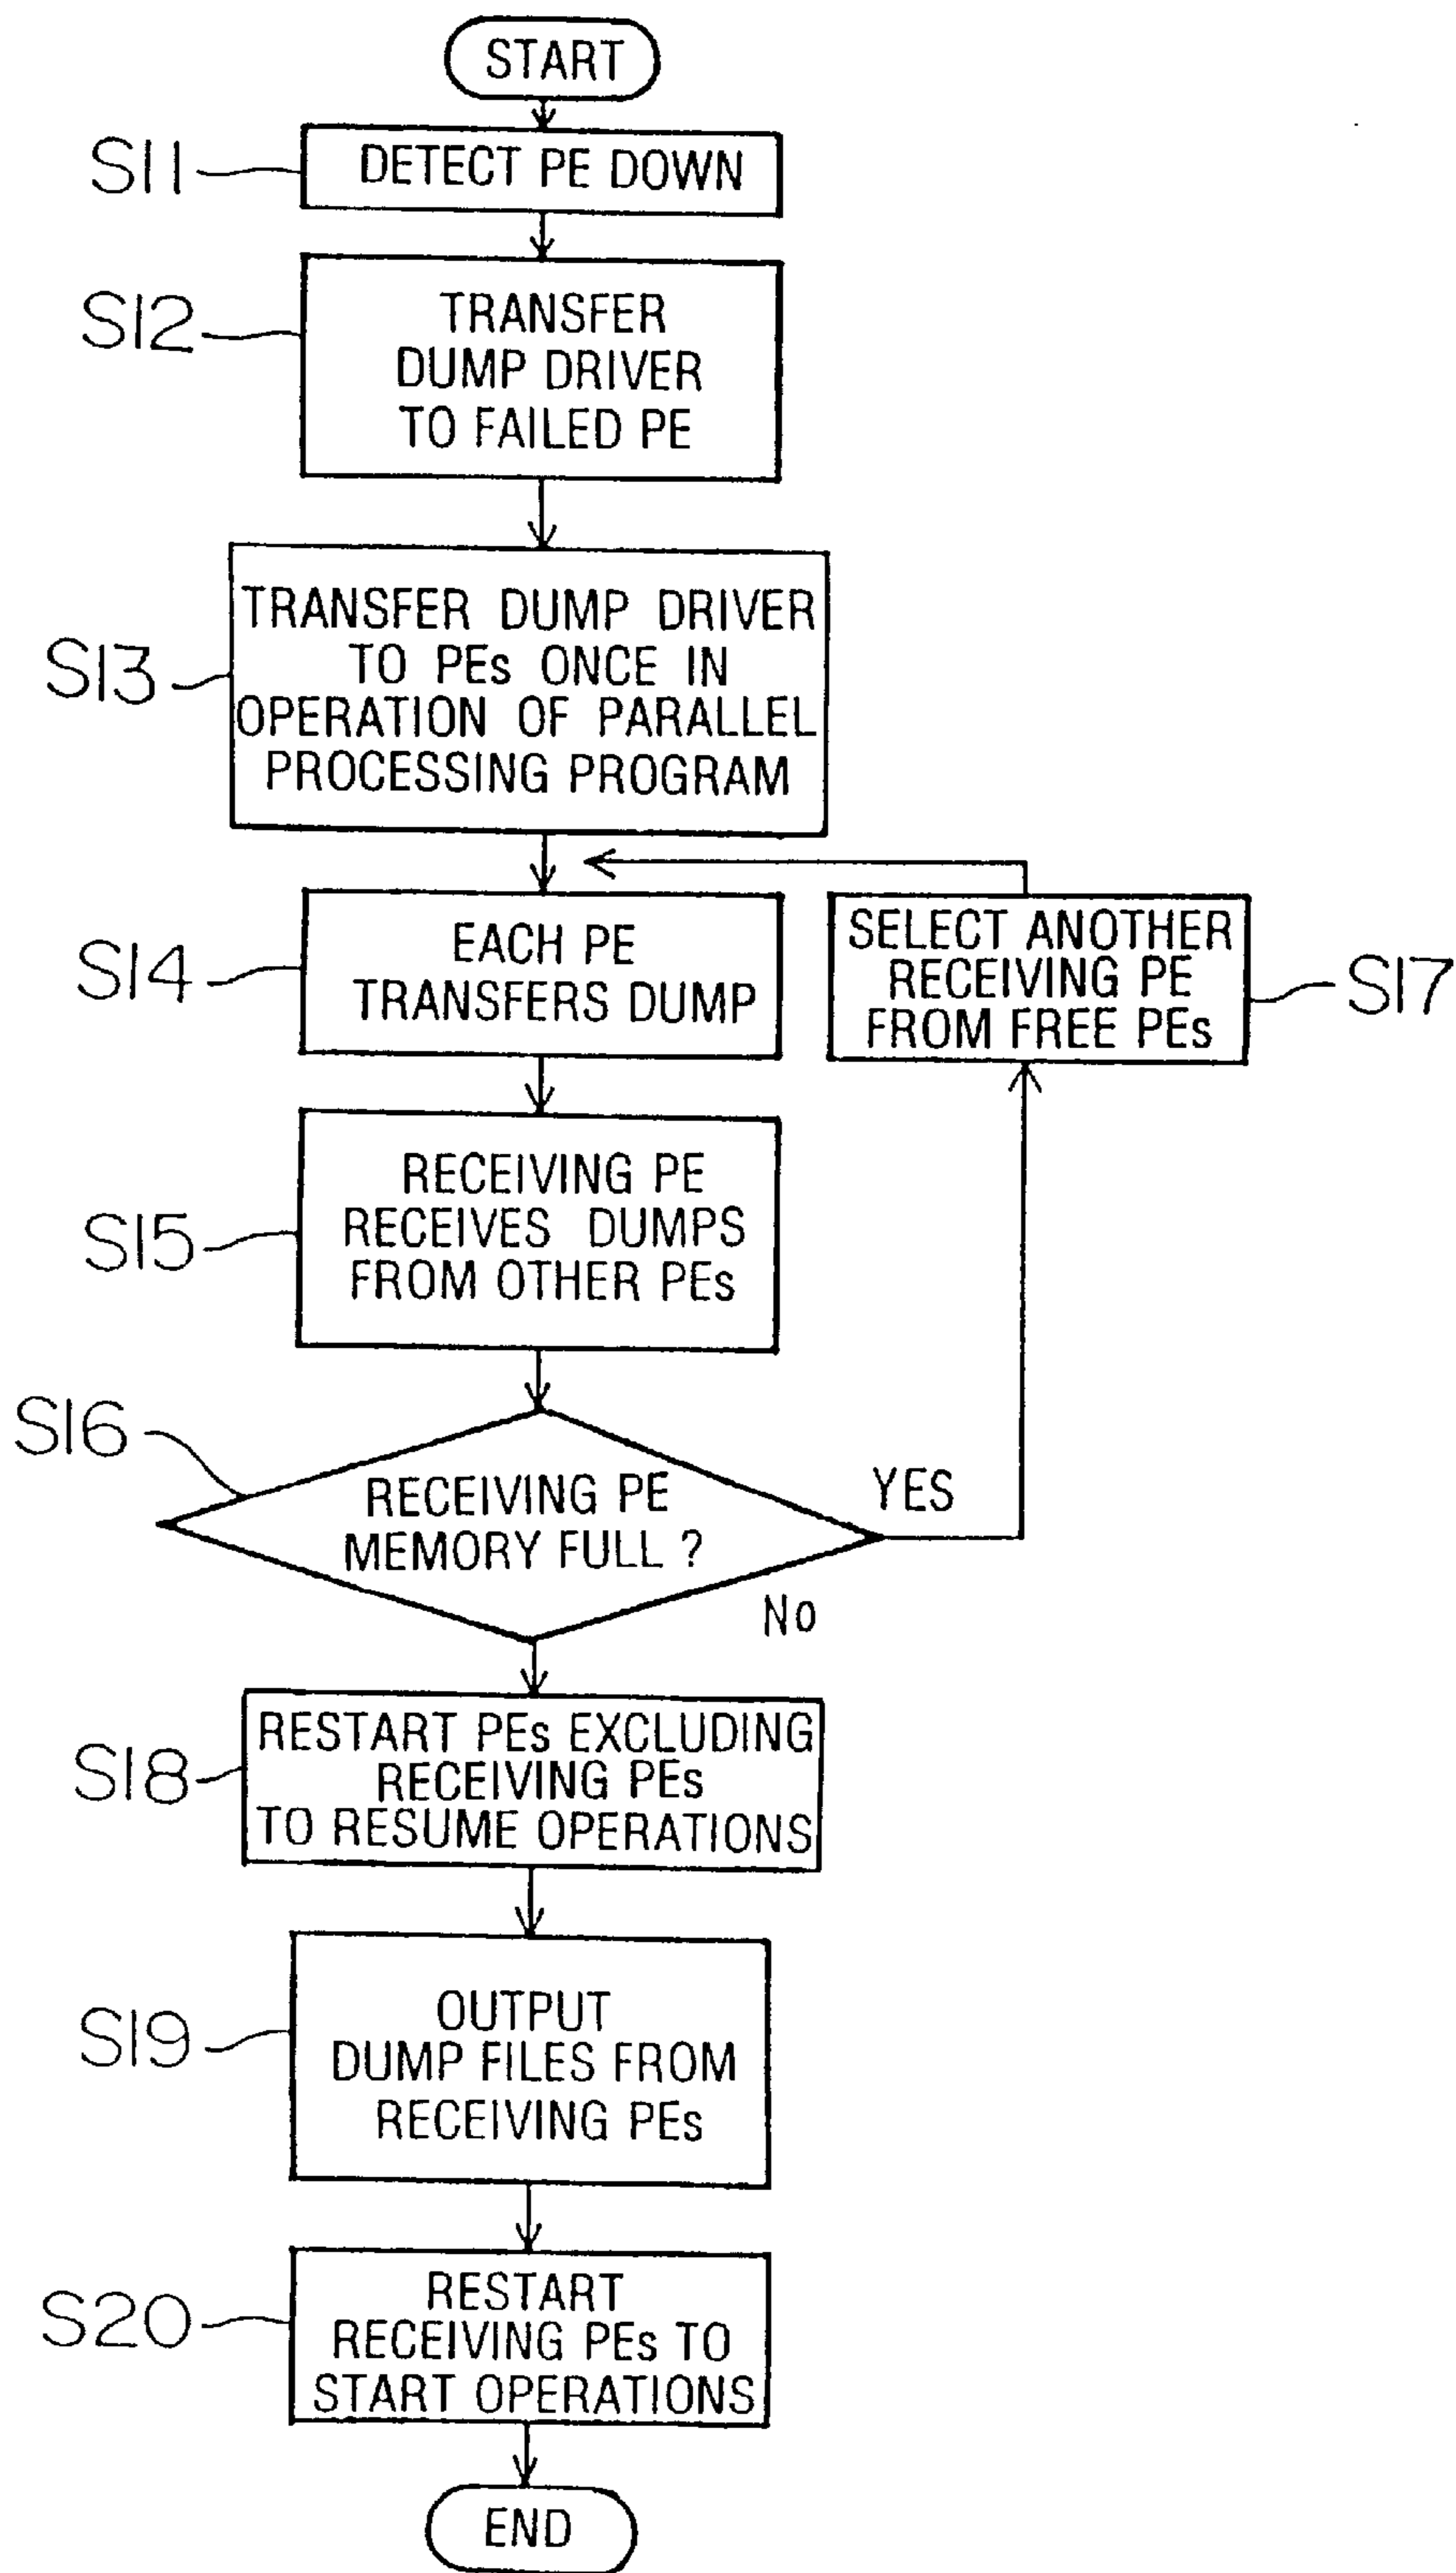 START
S11
DETECT PE DOWN
S12
TRANSFER
DUMP DRIVER
TO FAILED PE
S13
TRANSFER DUMP DRIVER
TO PEs ONCE IN
OPERATION OF PARALLEL
PROCESSING PROGRAM
S14
EACH PE
TRANSFERS DUMP
SELECT ANOTHER
RECEIVING PE
FROM FREE PEs
S17
S15
RECEIVING PE
RECEIVES DUMPS
FROM OTHER PEs
S16
RECEIVING PE
MEMORY FULL ?
YES
No
S18
RESTART PEs EXCLUDING
RECEIVING PEs
TO RESUME OPERATIONS
S19
OUTPUT
DUMP FILES FROM
RECEIVING PEs
S20
RESTART
RECEIVING PEs TO
START OPERATIONS
END